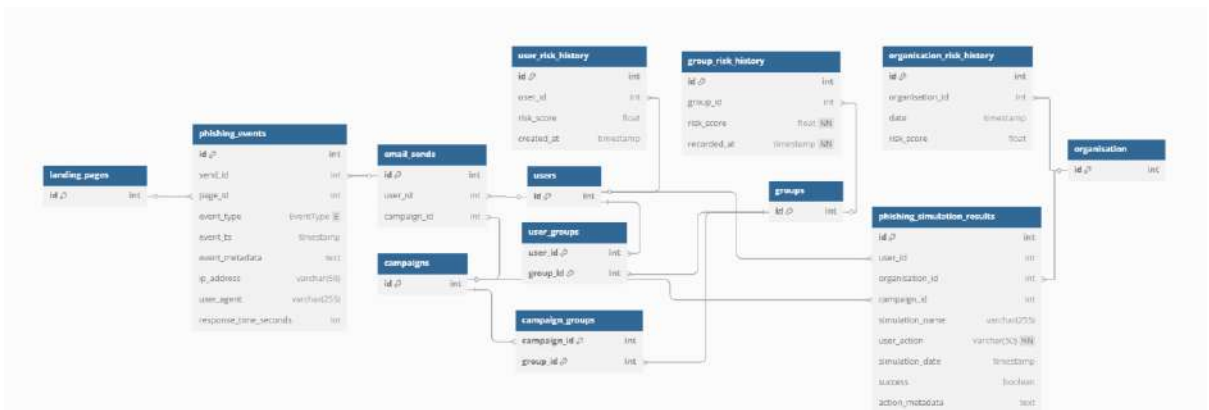 user_risk_history
id int
user_id int
risk_score float
created_at timestamp
group_risk_history
id int
group_id int
risk_score float NN
recorded_at timestamp NN
organisation_risk_history
id int
organisation_id int
date timestamp
risk_score float
phishing_events
id int
send_id int
page_id int
event_type EventType E
event_ts timestamp
event_metadata text
ip_address varchar(50)
user_agent varchar(255)
response_time_seconds int
email_sends
id int
user_id int
campaign_id int
landing_pages
id int
users
id int
organisation
id int
groups
id int
user_groups
user_id int
group_id int
campaigns
id int
campaign_groups
campaign_id int
group_id int
phishing_simulation_results
id int
user_id int
organisation_id int
campaign_id int
simulation_name varchar(255)
user_action varchar(50) NN
simulation_date timestamp
success boolean
action_metadata text